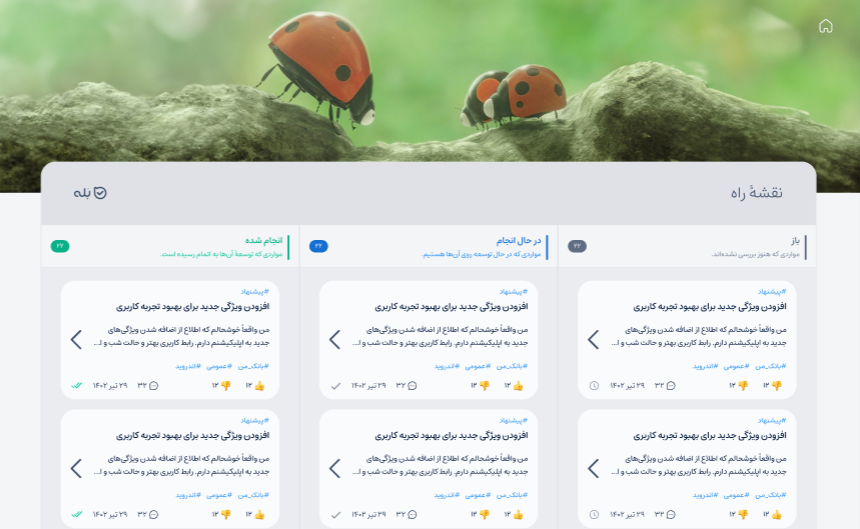 نقشهٔ راه
بله
باز
مواردی که هنوز بررسی نشده‌اند.
۲۲
در حال انجام
مواردی که در حال توسعه روی آن‌ها هستیم.
۲۲
انجام شده
مواردی که توسعهٔ آن‌ها به اتمام رسیده است.
۲۲
#پیشنهاد
افزودن ویژگی جدید برای بهبود تجربه کاربری
من واقعاً خوشحالم که اطلاع از اضافه شدن ویژگی‌های
جدید به اپلیکیشنم دارم. رابط کاربری بهتر و حالت شب و ا...
#بانک_من #عمومی #اندروید
۱۲ ۱۲ ۳۲ ۲۹ تیر ۱۴۰۲
#پیشنهاد
افزودن ویژگی جدید برای بهبود تجربه کاربری
من واقعاً خوشحالم که اطلاع از اضافه شدن ویژگی‌های
جدید به اپلیکیشنم دارم. رابط کاربری بهتر و حالت شب و ا...
#بانک_من #عمومی #اندروید
۱۲ ۱۲ ۳۲ ۲۹ تیر ۱۴۰۲
#پیشنهاد
افزودن ویژگی جدید برای بهبود تجربه کاربری
من واقعاً خوشحالم که اطلاع از اضافه شدن ویژگی‌های
جدید به اپلیکیشنم دارم. رابط کاربری بهتر و حالت شب و ا...
#بانک_من #عمومی #اندروید
۱۲ ۱۲ ۳۲ ۲۹ تیر ۱۴۰۲
#پیشنهاد
افزودن ویژگی جدید برای بهبود تجربه کاربری
من واقعاً خوشحالم که اطلاع از اضافه شدن ویژگی‌های
جدید به اپلیکیشنم دارم. رابط کاربری بهتر و حالت شب و ا...
#بانک_من #عمومی #اندروید
۱۲ ۱۲ ۳۲ ۲۹ تیر ۱۴۰۲
#پیشنهاد
افزودن ویژگی جدید برای بهبود تجربه کاربری
من واقعاً خوشحالم که اطلاع از اضافه شدن ویژگی‌های
جدید به اپلیکیشنم دارم. رابط کاربری بهتر و حالت شب و ا...
#بانک_من #عمومی #اندروید
۱۲ ۱۲ ۳۲ ۲۹ تیر ۱۴۰۲
#پیشنهاد
افزودن ویژگی جدید برای بهبود تجربه کاربری
من واقعاً خوشحالم که اطلاع از اضافه شدن ویژگی‌های
جدید به اپلیکیشنم دارم. رابط کاربری بهتر و حالت شب و ا...
#بانک_من #عمومی #اندروید
۱۲ ۱۲ ۳۲ ۲۹ تیر ۱۴۰۲